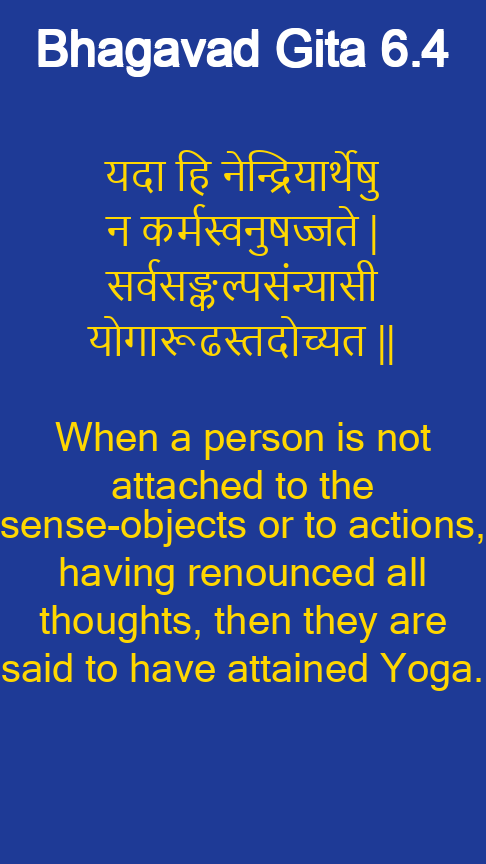 Bhagavad Gita 6.4
यदा हि नेन्द्रियार्थेषु
न कर्मस्वनुषज्जते |
सर्वसङ्कल्पसंन्यासी
योगारूढस्तदोच्यत ||
When a person is not
attached to the
sense-objects or to actions,
having renounced all
thoughts, then they are
said to have attained Yoga.